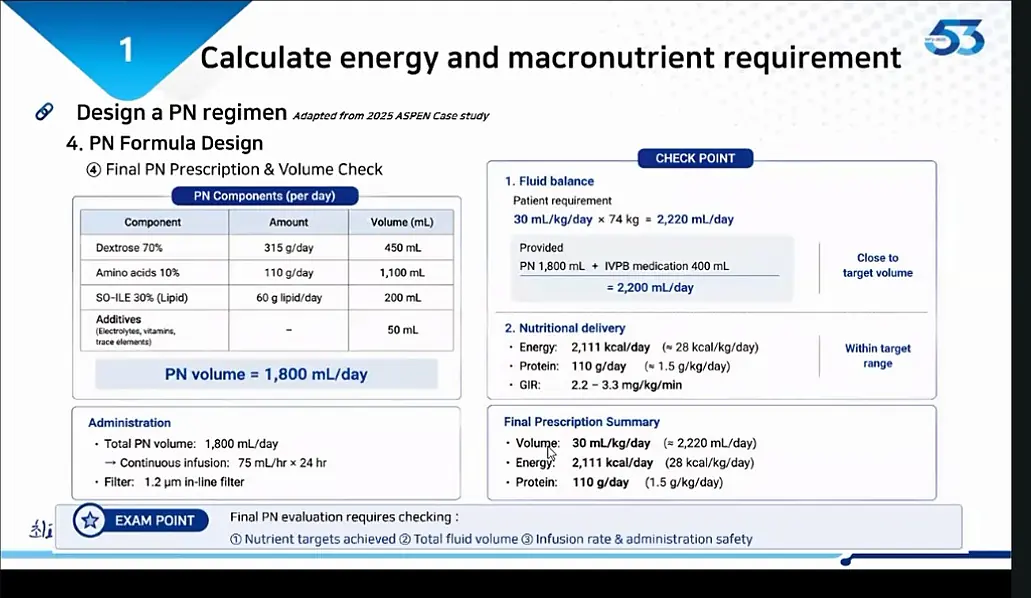 1
53
Calculate energy and macronutrient requirement
Design a PN regimen Adapted from 2025 ASPEN Case study
4. PN Formula Design
④ Final PN Prescription & Volume Check
PN Components (per day)
Component Amount Volume (mL)
Dextrose 70% 315 g/day 450 mL
Amino acids 10% 110 g/day 1,100 mL
SO-ILE 30% (Lipid) 60 g lipid/day 200 mL
Additives
(Electrolytes, vitamins,
trace elements) – 50 mL
PN volume = 1,800 mL/day
Administration
· Total PN volume: 1,800 mL/day
→ Continuous infusion: 75 mL/hr × 24 hr
· Filter: 1.2 μm in-line filter
CHECK POINT
1. Fluid balance
Patient requirement
30 mL/kg/day × 74 kg = 2,220 mL/day
Provided
PN 1,800 mL + IVPB medication 400 mL
= 2,200 mL/day
Close to
target volume
2. Nutritional delivery
· Energy: 2,111 kcal/day (≈ 28 kcal/kg/day)
· Protein: 110 g/day (≈ 1.5 g/kg/day)
· GIR: 2.2 – 3.3 mg/kg/min
Within target
range
Final Prescription Summary
· Volume: 30 mL/kg/day (≈ 2,220 mL/day)
· Energy: 2,111 kcal/day (28 kcal/kg/day)
· Protein: 110 g/day (1.5 g/kg/day)
EXAM POINT
Final PN evaluation requires checking :
① Nutrient targets achieved ② Total fluid volume ③ Infusion rate & administration safety